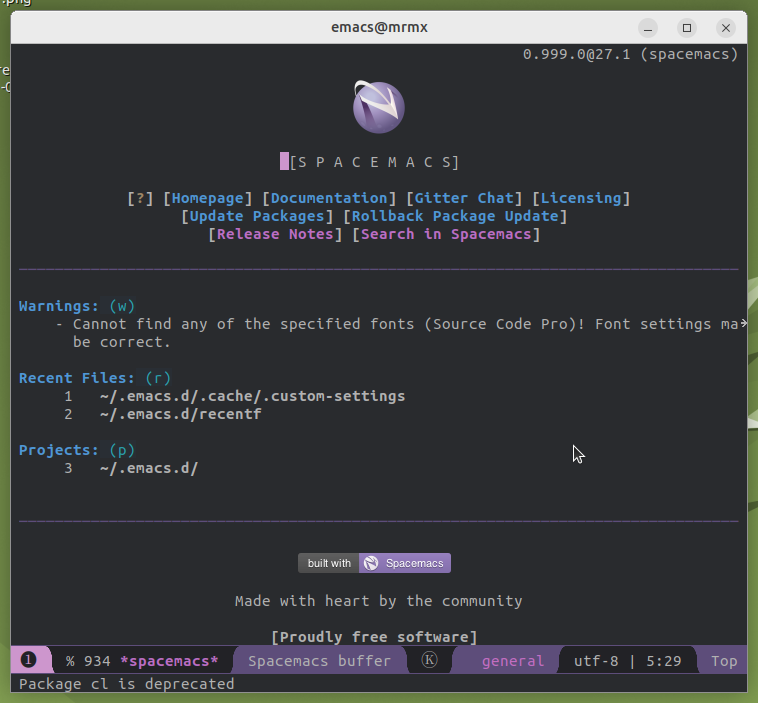 .png
emacs@mrmx
0.999.0@27.1 (spacemacs)
re
[S P A C E M A C S]
[?] [Homepage] [Documentation] [Gitter Chat] [Licensing]
[Update Packages] [Rollback Package Update]
[Release Notes] [Search in Spacemacs]
Warnings: (w)
- Cannot find any of the specified fonts (Source Code Pro)! Font settings ma
be correct.
Recent Files: (r)
1 ~/.emacs.d/.cache/.custom-settings
2 ~/.emacs.d/recentf
Projects: (p)
3 ~/.emacs.d/
built with Spacemacs
Made with heart by the community
[Proudly free software]
❶ % 934 *spacemacs* Spacemacs buffer Ⓚ general utf-8 | 5:29 Top
Package cl is deprecated